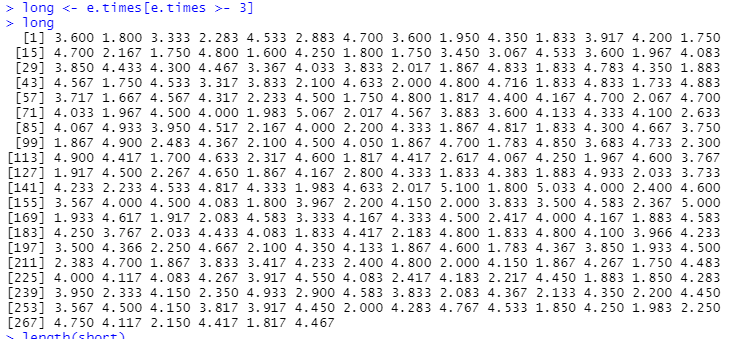 > long <- e.times[e.times >- 3]
> long
[1] 3.600 1.800 3.333 2.283 4.533 2.883 4.700 3.600 1.950 4.350 1.833 3.917 4.200 1.750
[15] 4.700 2.167 1.750 4.800 1.600 4.250 1.800 1.750 3.450 3.067 4.533 3.600 1.967 4.083
[29] 3.850 4.433 4.300 4.467 3.367 4.033 3.833 2.017 1.867 4.833 1.833 4.783 4.350 1.883
[43] 4.567 1.750 4.533 3.317 3.833 2.100 4.633 2.000 4.800 4.716 1.833 4.833 1.733 4.883
[57] 3.717 1.667 4.567 4.317 2.233 4.500 1.750 4.800 1.817 4.400 4.167 4.700 2.067 4.700
[71] 4.033 1.967 4.500 4.000 1.983 5.067 2.017 4.567 3.883 3.600 4.133 4.333 4.100 2.633
[85] 4.067 4.933 3.950 4.517 2.167 4.000 2.200 4.333 1.867 4.817 1.833 4.300 4.667 3.750
[99] 1.867 4.900 2.483 4.367 2.100 4.500 4.050 1.867 4.700 1.783 4.850 3.683 4.733 2.300
[113] 4.900 4.417 1.700 4.633 2.317 4.600 1.817 4.417 2.617 4.067 4.250 1.967 4.600 3.767
[127] 1.917 4.500 2.267 4.650 1.867 4.167 2.800 4.333 1.833 4.383 1.883 4.933 2.033 3.733
[141] 4.233 2.233 4.533 4.817 4.333 1.983 4.633 2.017 5.100 1.800 5.033 4.000 2.400 4.600
[155] 3.567 4.000 4.500 4.083 1.800 3.967 2.200 4.150 2.000 3.833 3.500 4.583 2.367 5.000
[169] 1.933 4.617 1.917 2.083 4.583 3.333 4.167 4.333 4.500 2.417 4.000 4.167 1.883 4.583
[183] 4.250 3.767 2.033 4.433 4.083 1.833 4.417 2.183 4.800 1.833 4.800 4.100 3.966 4.233
[197] 3.500 4.366 2.250 4.667 2.100 4.350 4.133 1.867 4.600 1.783 4.367 3.850 1.933 4.500
[211] 2.383 4.700 1.867 3.833 3.417 4.233 2.400 4.800 2.000 4.150 1.867 4.267 1.750 4.483
[225] 4.000 4.117 4.083 4.267 3.917 4.550 4.083 2.417 4.183 2.217 4.450 1.883 1.850 4.283
[239] 3.950 2.333 4.150 2.350 4.933 2.900 4.583 3.833 2.083 4.367 2.133 4.350 2.200 4.450
[253] 3.567 4.500 4.150 3.817 3.917 4.450 2.000 4.283 4.767 4.533 1.850 4.250 1.983 2.250
[267] 4.750 4.117 2.150 4.417 1.817 4.467
> length(short)